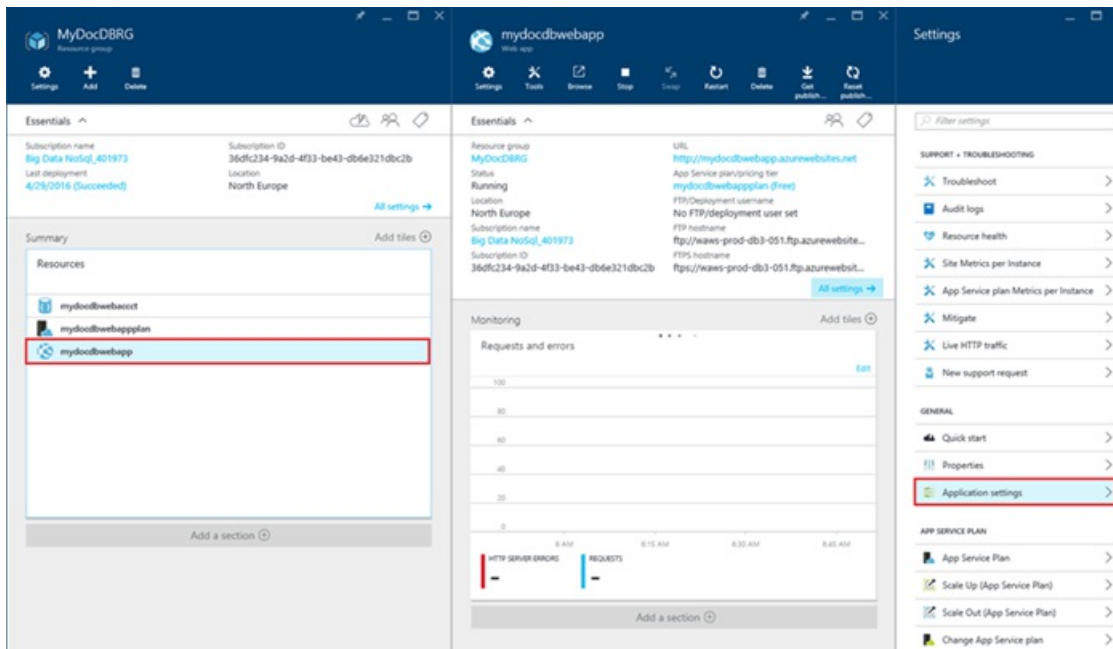 MyDocDBRG
Resource group
Settings
Add
Delete
Essentials
Subscription name
Big Data NoSql_401973
Last deployment
4/29/2016 (Succeeded)
Subscription ID
36dfc234-9a2d-4f33-be43-db6e321dbc2b
Location
North Europe
All settings →
Summary
Add tiles
Resources
mydocdbwebaccct
mydocdbwebappplan
mydocdbwebapp
Add a section
mydocdbwebapp
Web app
Settings
Tools
Browse
Stop
Swap
Restart
Delete
Get publish...
Reset publish...
Essentials
Resource group
MyDocDBRG
Status
Running
Location
North Europe
Subscription name
Big Data NoSql_401973
Subscription ID
36dfc234-9a2d-4f33-be43-db6e321dbc2b
URL
http://mydocdbwebapp.azurewebsites.net
App Service plan/pricing tier
mydocdbwebappplan (Free)
FTP/Deployment username
No FTP/deployment user set
FTP hostname
ftp://waws-prod-db3-051.ftp.azurewebsite...
FTPS hostname
ftps://waws-prod-db3-051.ftp.azurewebsit...
All settings →
Monitoring
Add tiles
Requests and errors
Edit
100
80
60
40
20
0
8 AM
8:15 AM
8:30 AM
8:45 AM
HTTP SERVER ERRORS
--
REQUESTS
--
Add a section
Settings
Filter settings
SUPPORT + TROUBLESHOOTING
Troubleshoot
Audit logs
Resource health
Site Metrics per Instance
App Service plan Metrics per Instance
Mitigate
Live HTTP traffic
New support request
GENERAL
Quick start
Properties
Application settings
APP SERVICE PLAN
App Service Plan
Scale Up (App Service Plan)
Scale Out (App Service Plan)
Change App Service plan